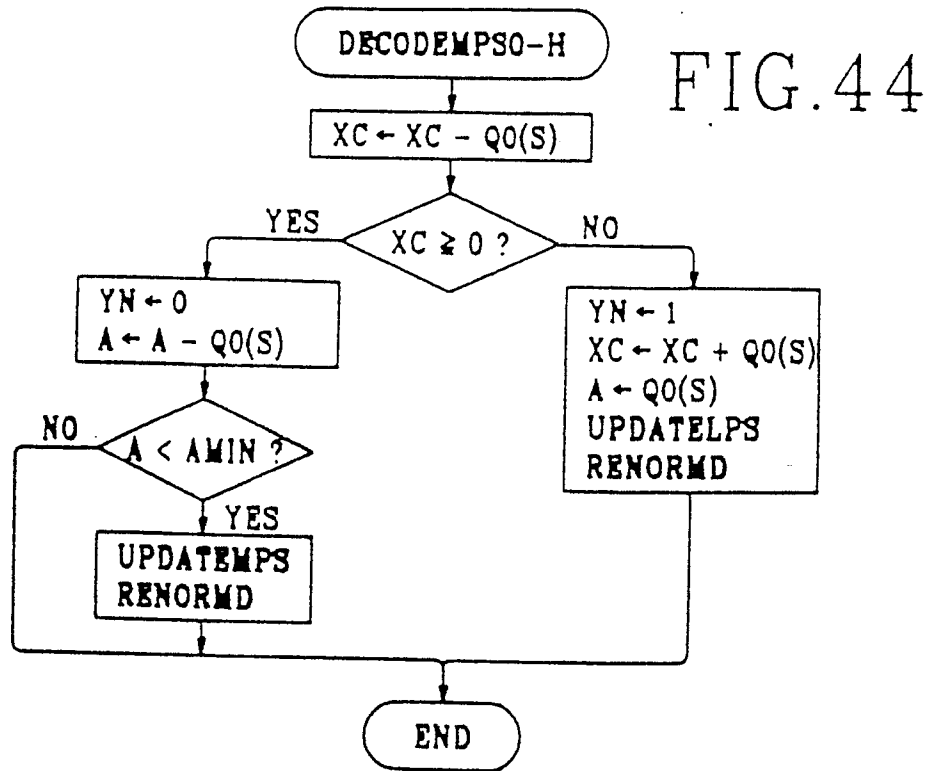 DECODEMPS0-H
FIG.44
XC ← XC - Q0(S)
XC ≧ 0 ?
YES
NO
YN ← 0
A ← A - Q0(S)
YN ← 1
XC ← XC + Q0(S)
A ← Q0(S)
UPDATELPS
RENORMD
A < AMIN ?
NO
YES
UPDATEMPS
RENORMD
END